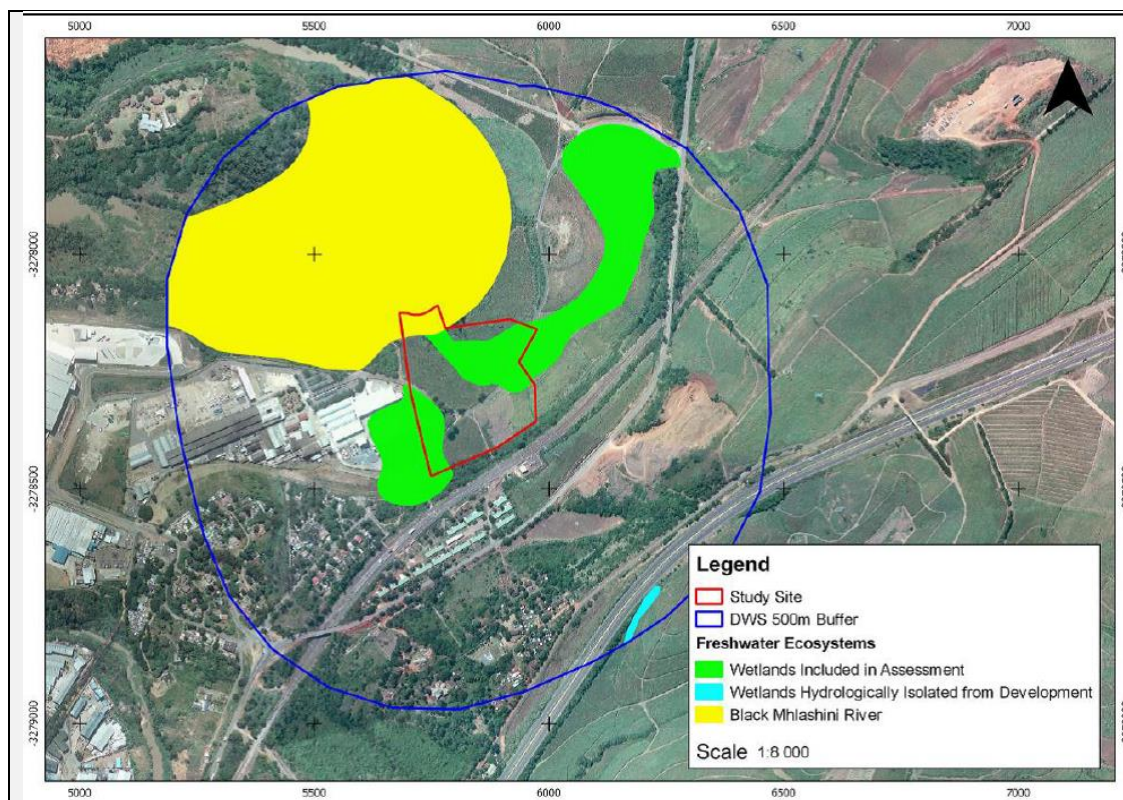 5000 5500 6000 6500 7000
-3278000
-3278500
-3279000
Legend
Study Site
DWS 500m Buffer
Freshwater Ecosystems
Wetlands Included in Assessment
Wetlands Hydrologically Isolated from Development
Black Mhlashini River
Scale 1:8 000
5000 5500 6000 6500 7000